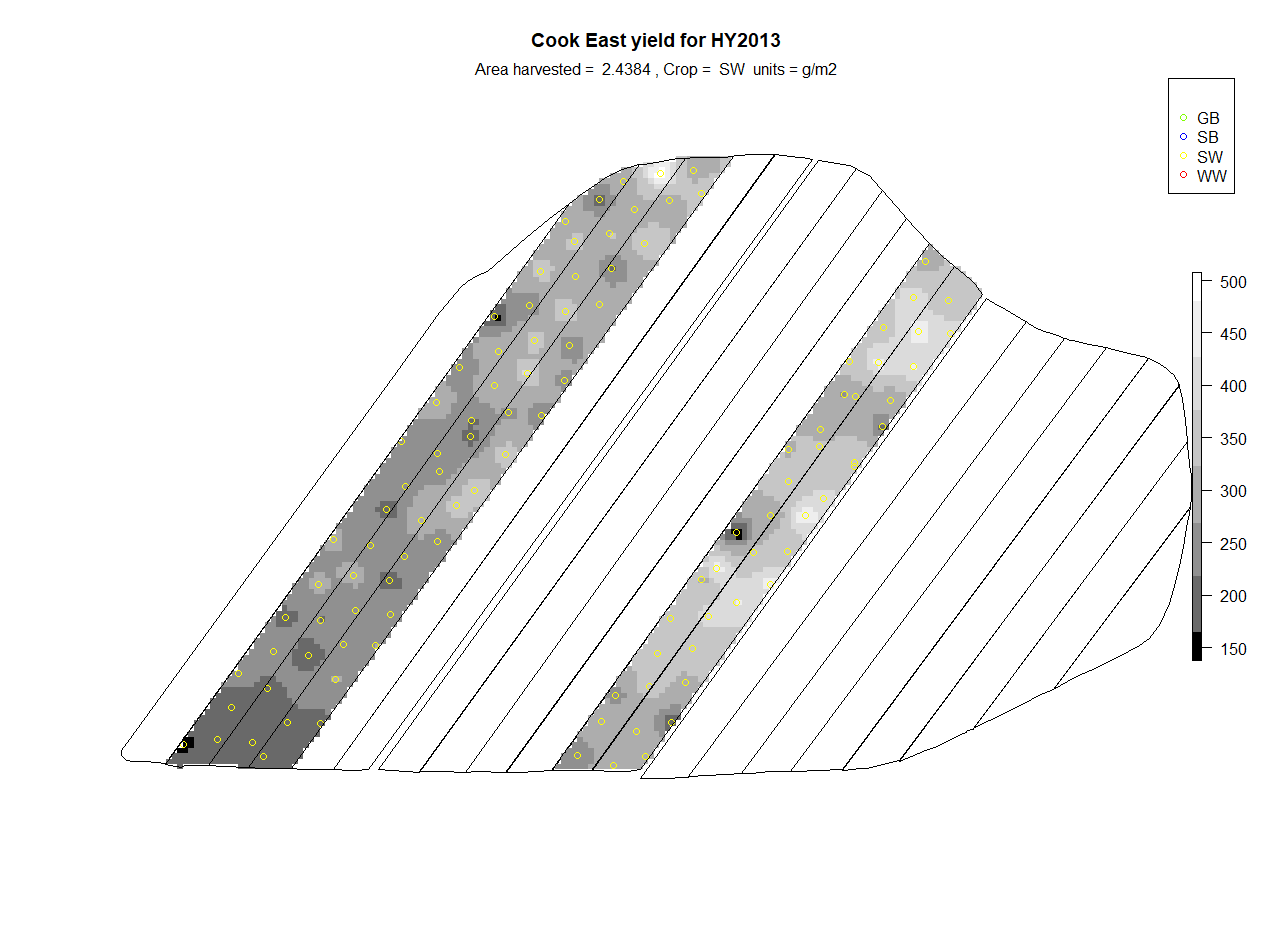 Cook East yield for HY2013
Area harvested =  2.4384 , Crop =  SW  units = g/m2
GB
SB
SW
WW
500
450
400
350
300
250
200
150